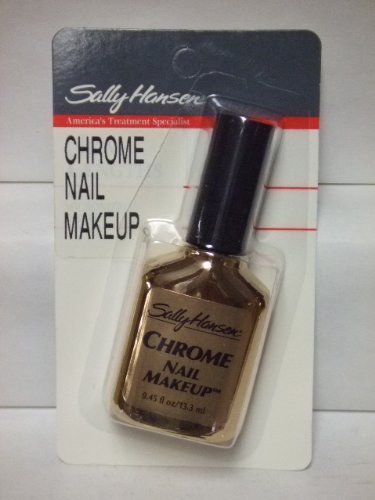 Sally Hansen
America's Treatment Specialist
CHROME
NAIL
MAKEUP
Sally Hansen
CHROME
NAIL
MAKEUP™
0.45 fl oz/13.3 ml